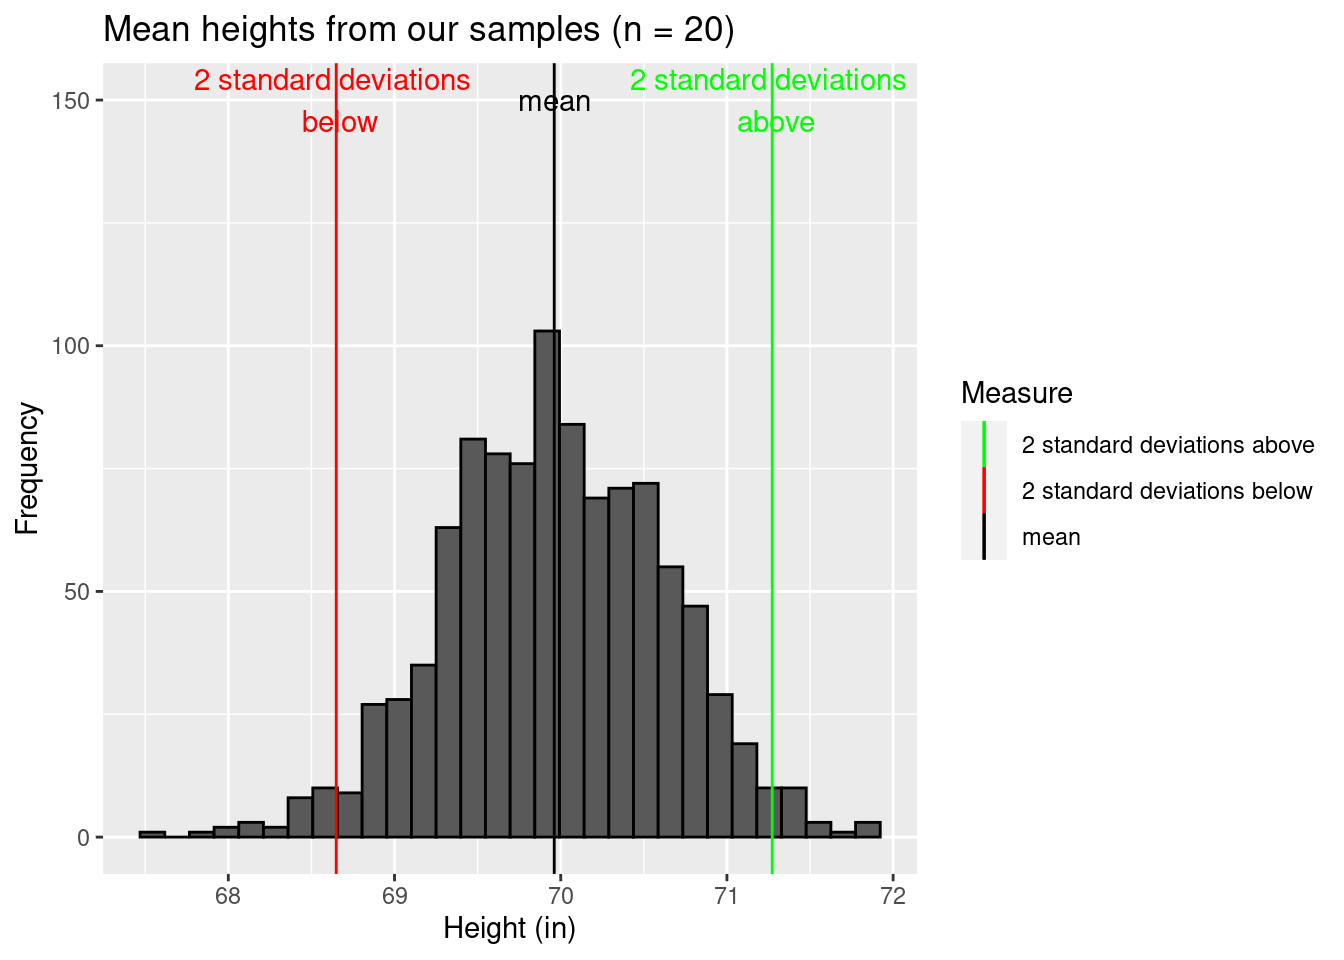 Mean heights from our samples (n = 20)
2 standard deviations
below
mean
2 standard deviations
above
150
100
50
0
Frequency
68 69 70 71 72
Height (in)
Measure
2 standard deviations above
2 standard deviations below
mean